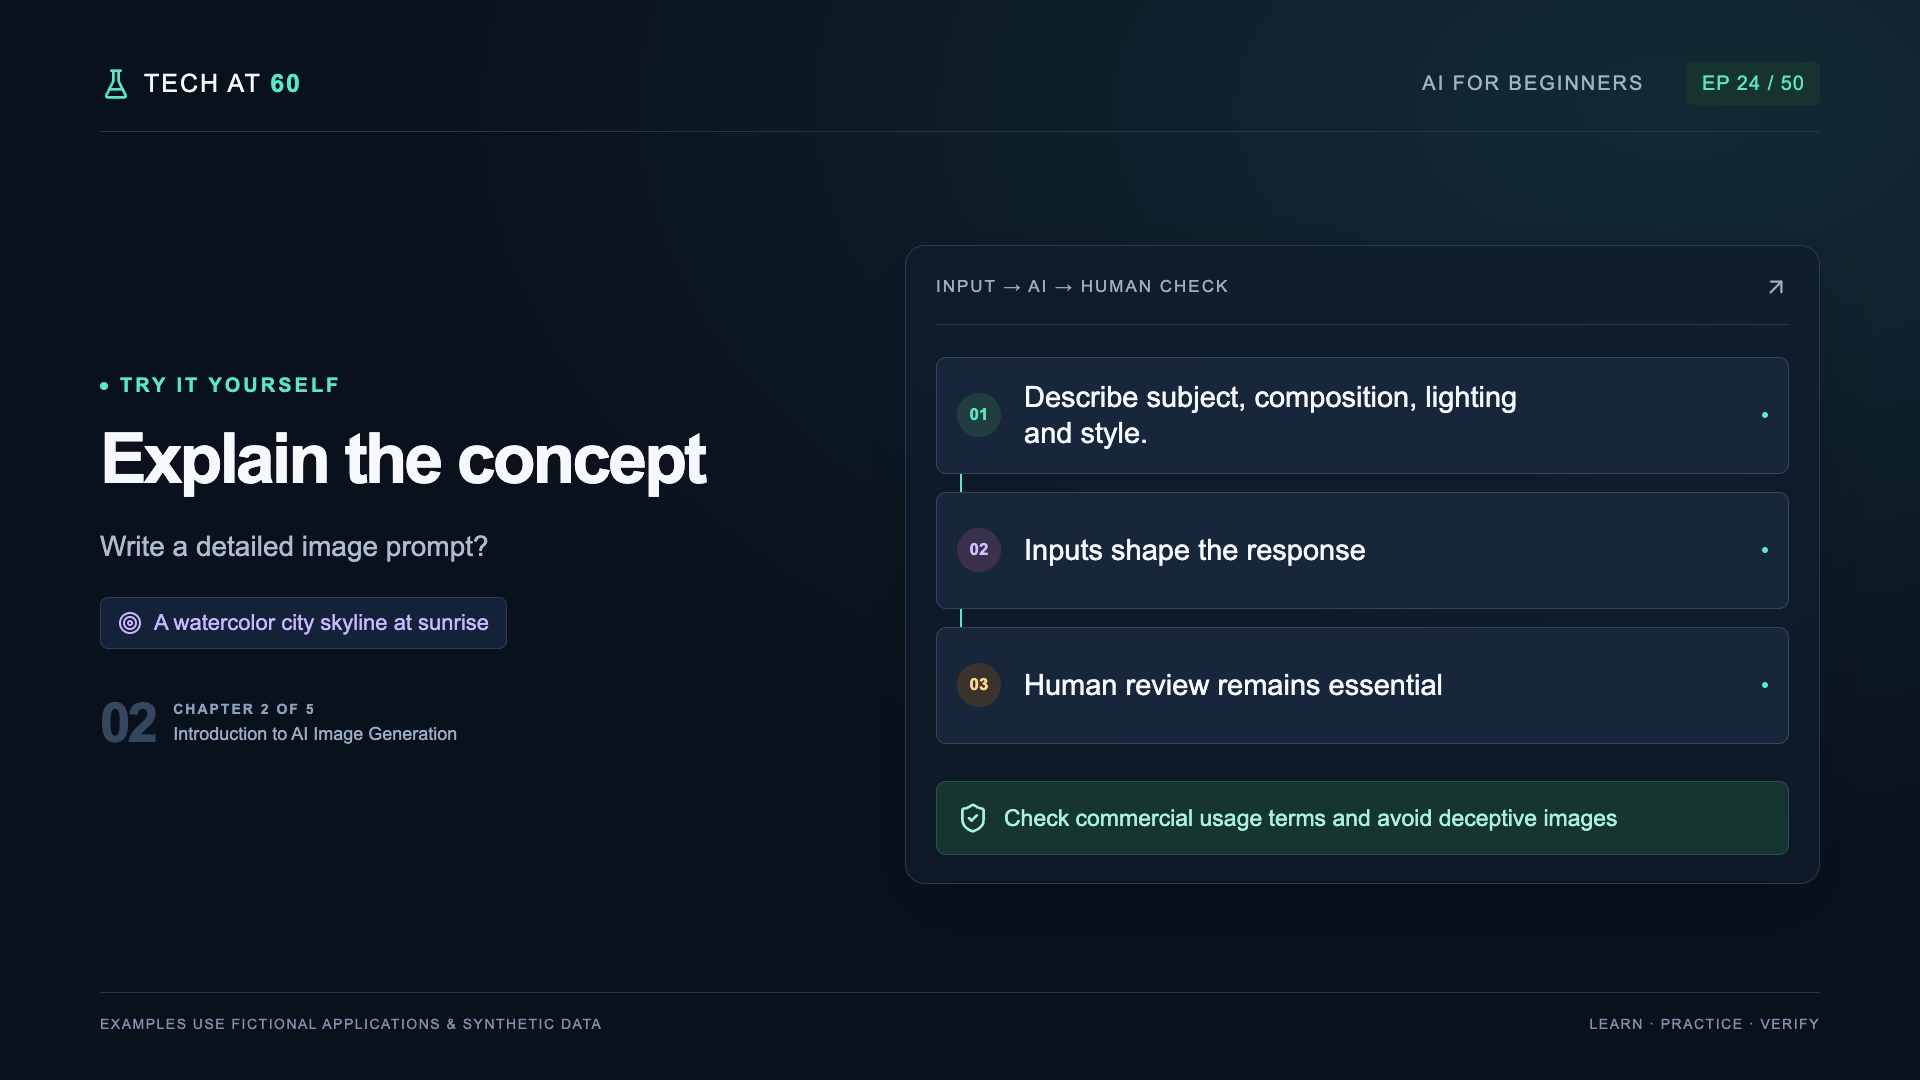 TECH AT 60
AI FOR BEGINNERS
EP 24 / 50
TRY IT YOURSELF
Explain the concept
Write a detailed image prompt?
A watercolor city skyline at sunrise
02
CHAPTER 2 OF 5
Introduction to AI Image Generation
INPUT → AI → HUMAN CHECK
01
Describe subject, composition, lighting
and style.
02
Inputs shape the response
03
Human review remains essential
Check commercial usage terms and avoid deceptive images
EXAMPLES USE FICTIONAL APPLICATIONS & SYNTHETIC DATA
LEARN · PRACTICE · VERIFY